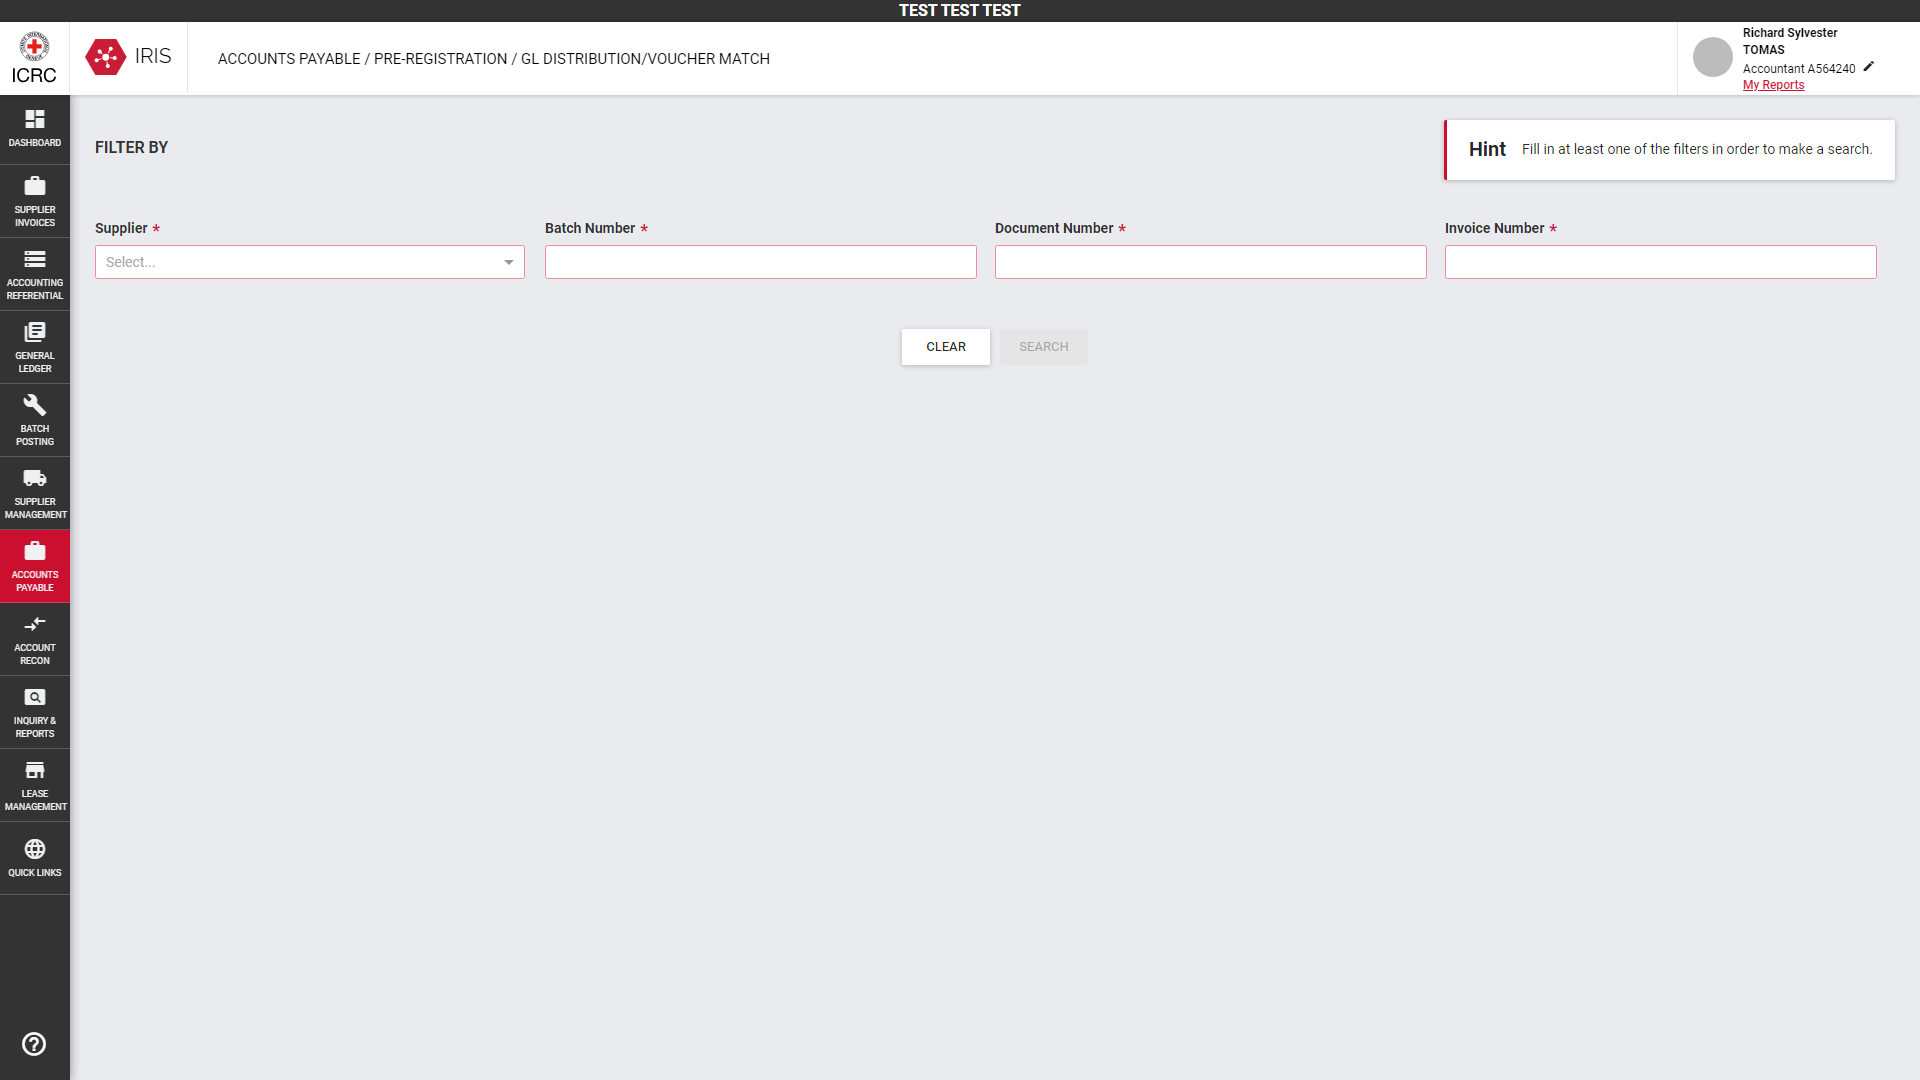 TEST TEST TEST
ICRC
IRIS
ACCOUNTS PAYABLE / PRE-REGISTRATION / GL DISTRIBUTION/VOUCHER MATCH
Richard Sylvester
TOMAS
Accountant A564240
My Reports
DASHBOARD
SUPPLIER
INVOICES
ACCOUNTING
REFERENTIAL
GENERAL
LEDGER
BATCH
POSTING
SUPPLIER
MANAGEMENT
ACCOUNTS
PAYABLE
ACCOUNT
RECON
INQUIRY &
REPORTS
LEASE
MANAGEMENT
QUICK LINKS
FILTER BY
Hint Fill in at least one of the filters in order to make a search.
Supplier *
Batch Number *
Document Number *
Invoice Number *
Select...
CLEAR
SEARCH